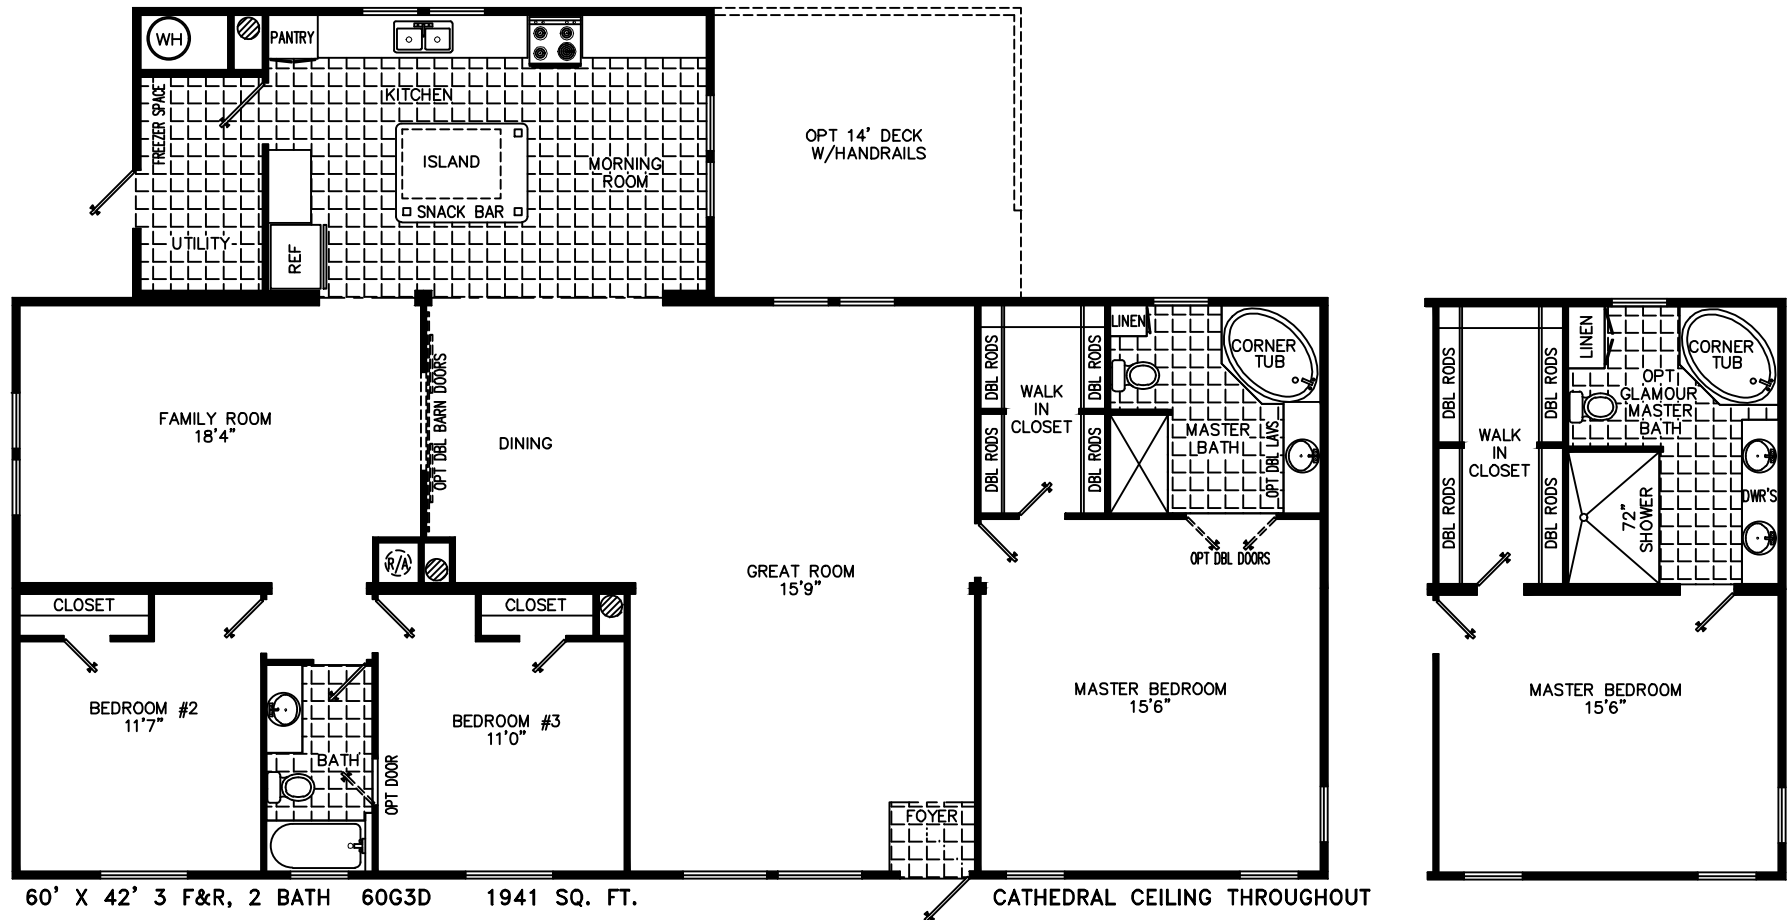 WH
PANTRY
FREEZER SPACE
KITCHEN
ISLAND
SNACK BAR
MORNING
ROOM
UTILITY
REF
OPT 14' DECK
W/HANDRAILS
FAMILY ROOM
18'4"
OPT DBL BARN DOORS
DINING
R/A
GREAT ROOM
15'9"
DBL RODS
DBL RODS
DBL RODS
DBL RODS
WALK
IN
CLOSET
LINEN
CORNER
TUB
MASTER
BATH
OPT DBL LAVS
OPT DBL DOORS
CLOSET
CLOSET
BEDROOM #2
11'7"
BATH
OPT DOOR
BEDROOM #3
11'0"
FOYER
MASTER BEDROOM
15'6"
DBL RODS
DBL RODS
DBL RODS
DBL RODS
WALK
IN
CLOSET
LINEN
CORNER
TUB
OPT
GLAMOUR
MASTER
BATH
72"
SHOWER
DWR'S
MASTER BEDROOM
15'6"
60' X 42' 3 F&R, 2 BATH 60G3D 1941 SQ. FT.
CATHEDRAL CEILING THROUGHOUT